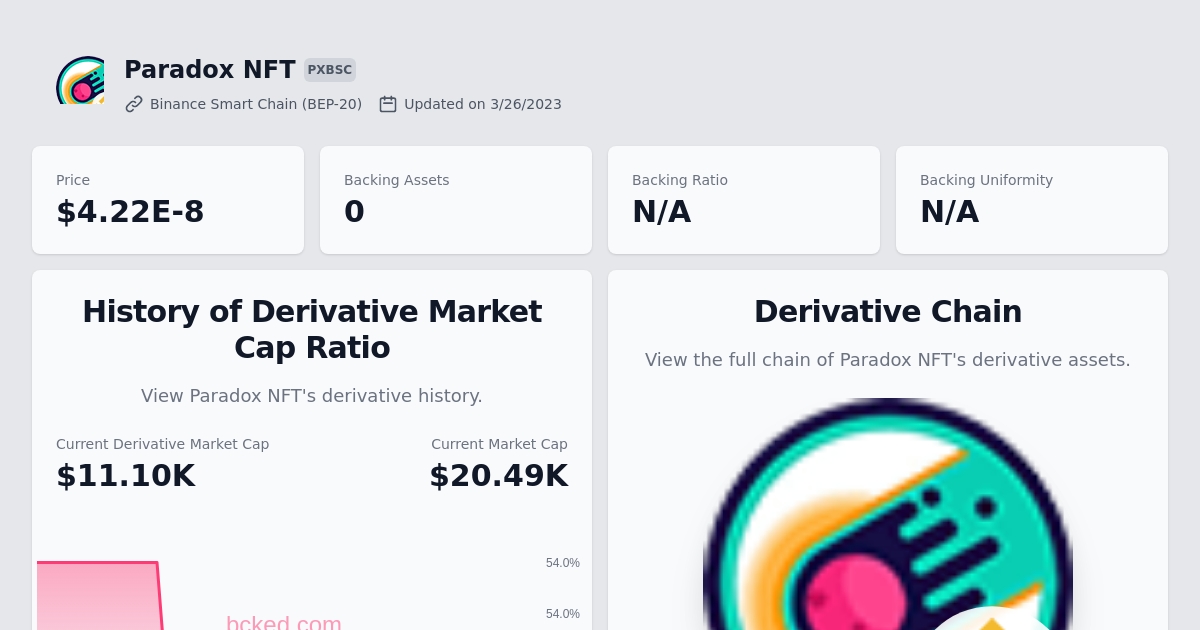 Paradox NFT PXBSC
Binance Smart Chain (BEP-20) Updated on 3/26/2023
Price
$4.22E-8
Backing Assets
0
Backing Ratio
N/A
Backing Uniformity
N/A
History of Derivative Market
Cap Ratio
View Paradox NFT's derivative history.
Current Derivative Market Cap
$11.10K
Current Market Cap
$20.49K
54.0%
54.0%
bcked.com
Derivative Chain
View the full chain of Paradox NFT's derivative assets.